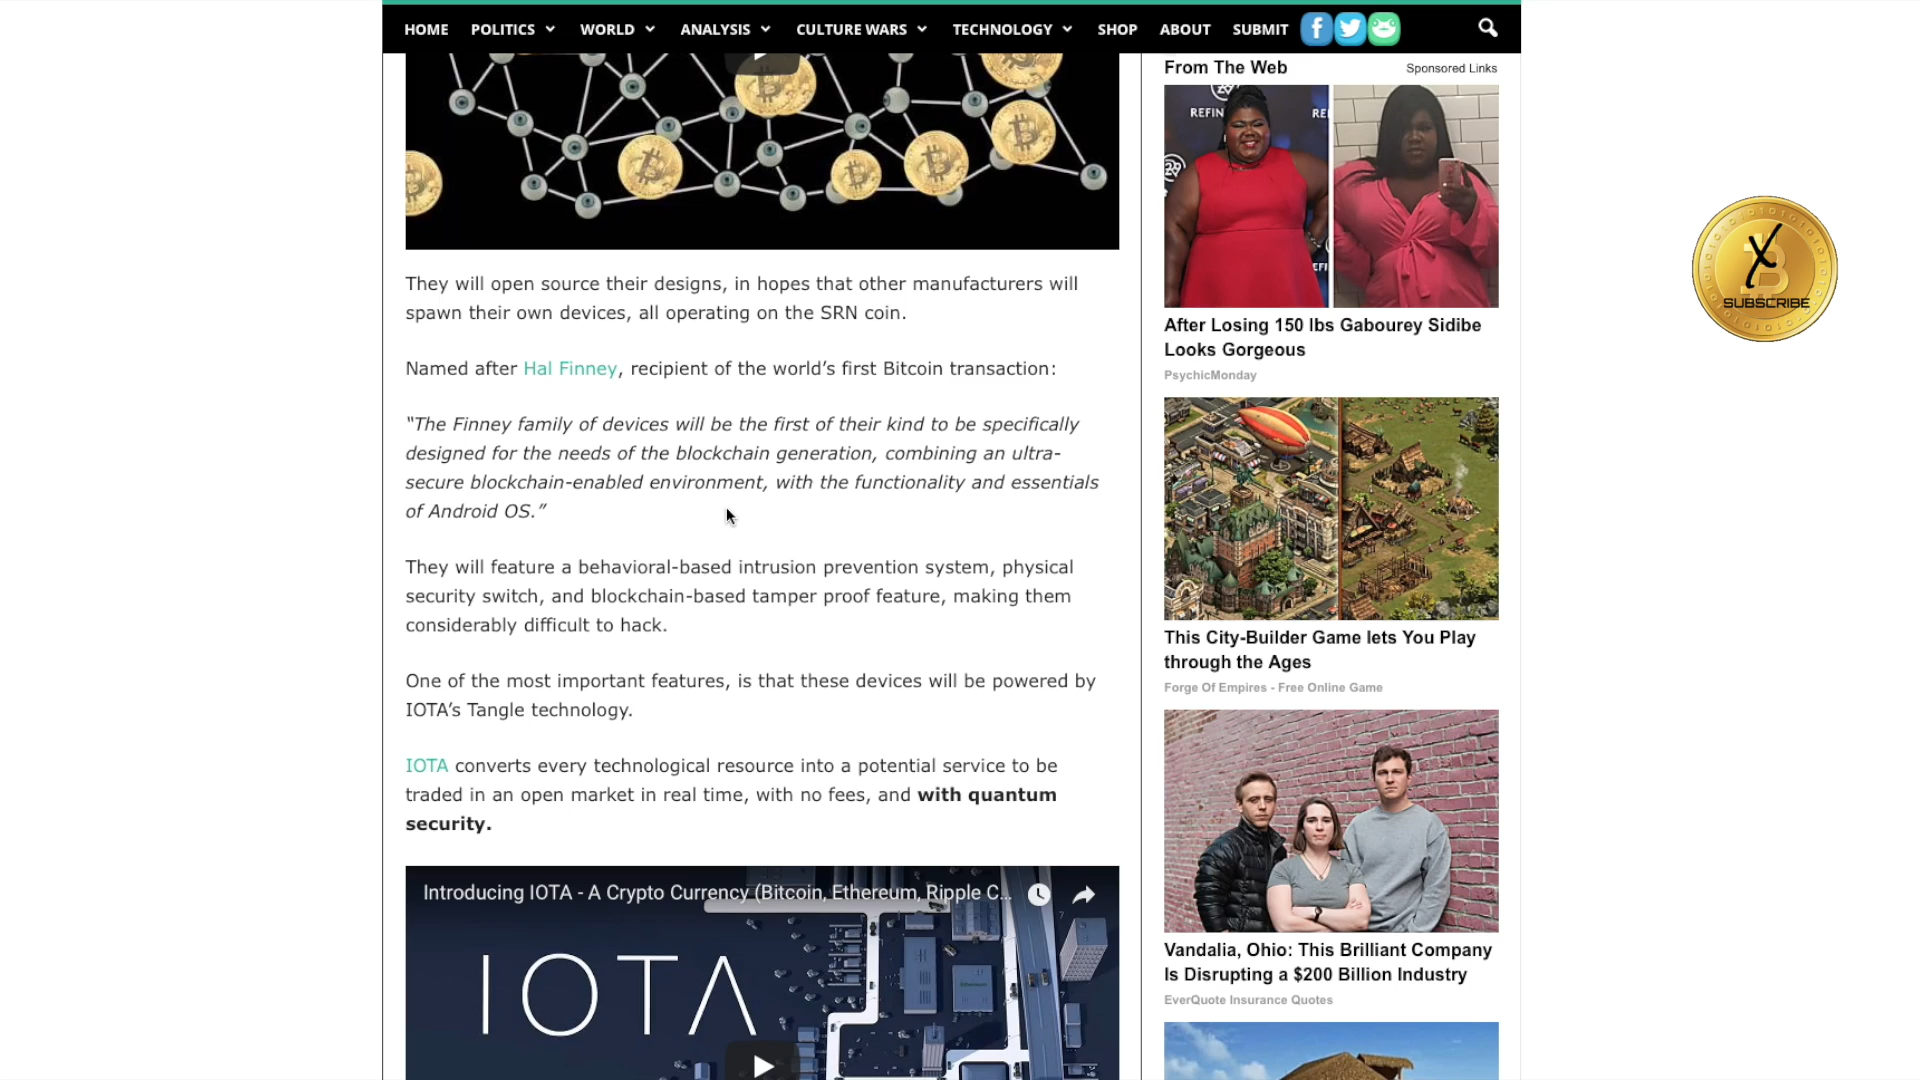 HOME POLITICS WORLD ANALYSIS CULTURE WARS TECHNOLOGY SHOP ABOUT SUBMIT
They will open source their designs, in hopes that other manufacturers will
spawn their own devices, all operating on the SRN coin.
Named after Hal Finney, recipient of the world’s first Bitcoin transaction:
“The Finney family of devices will be the first of their kind to be specifically
designed for the needs of the blockchain generation, combining an ultra-
secure blockchain-enabled environment, with the functionality and essentials
of Android OS.”
They will feature a behavioral-based intrusion prevention system, physical
security switch, and blockchain-based tamper proof feature, making them
considerably difficult to hack.
One of the most important features, is that these devices will be powered by
IOTA’s Tangle technology.
IOTA converts every technological resource into a potential service to be
traded in an open market in real time, with no fees, and with quantum
security.
Introducing IOTA - A Crypto Currency (Bitcoin, Ethereum, Ripple C...
IOTA
From The Web
Sponsored Links
REFIN
After Losing 150 lbs Gabourey Sidibe
Looks Gorgeous
PsychicMonday
This City-Builder Game lets You Play
through the Ages
Forge Of Empires - Free Online Game
Vandalia, Ohio: This Brilliant Company
Is Disrupting a $200 Billion Industry
EverQuote Insurance Quotes
X
SUBSCRIBE